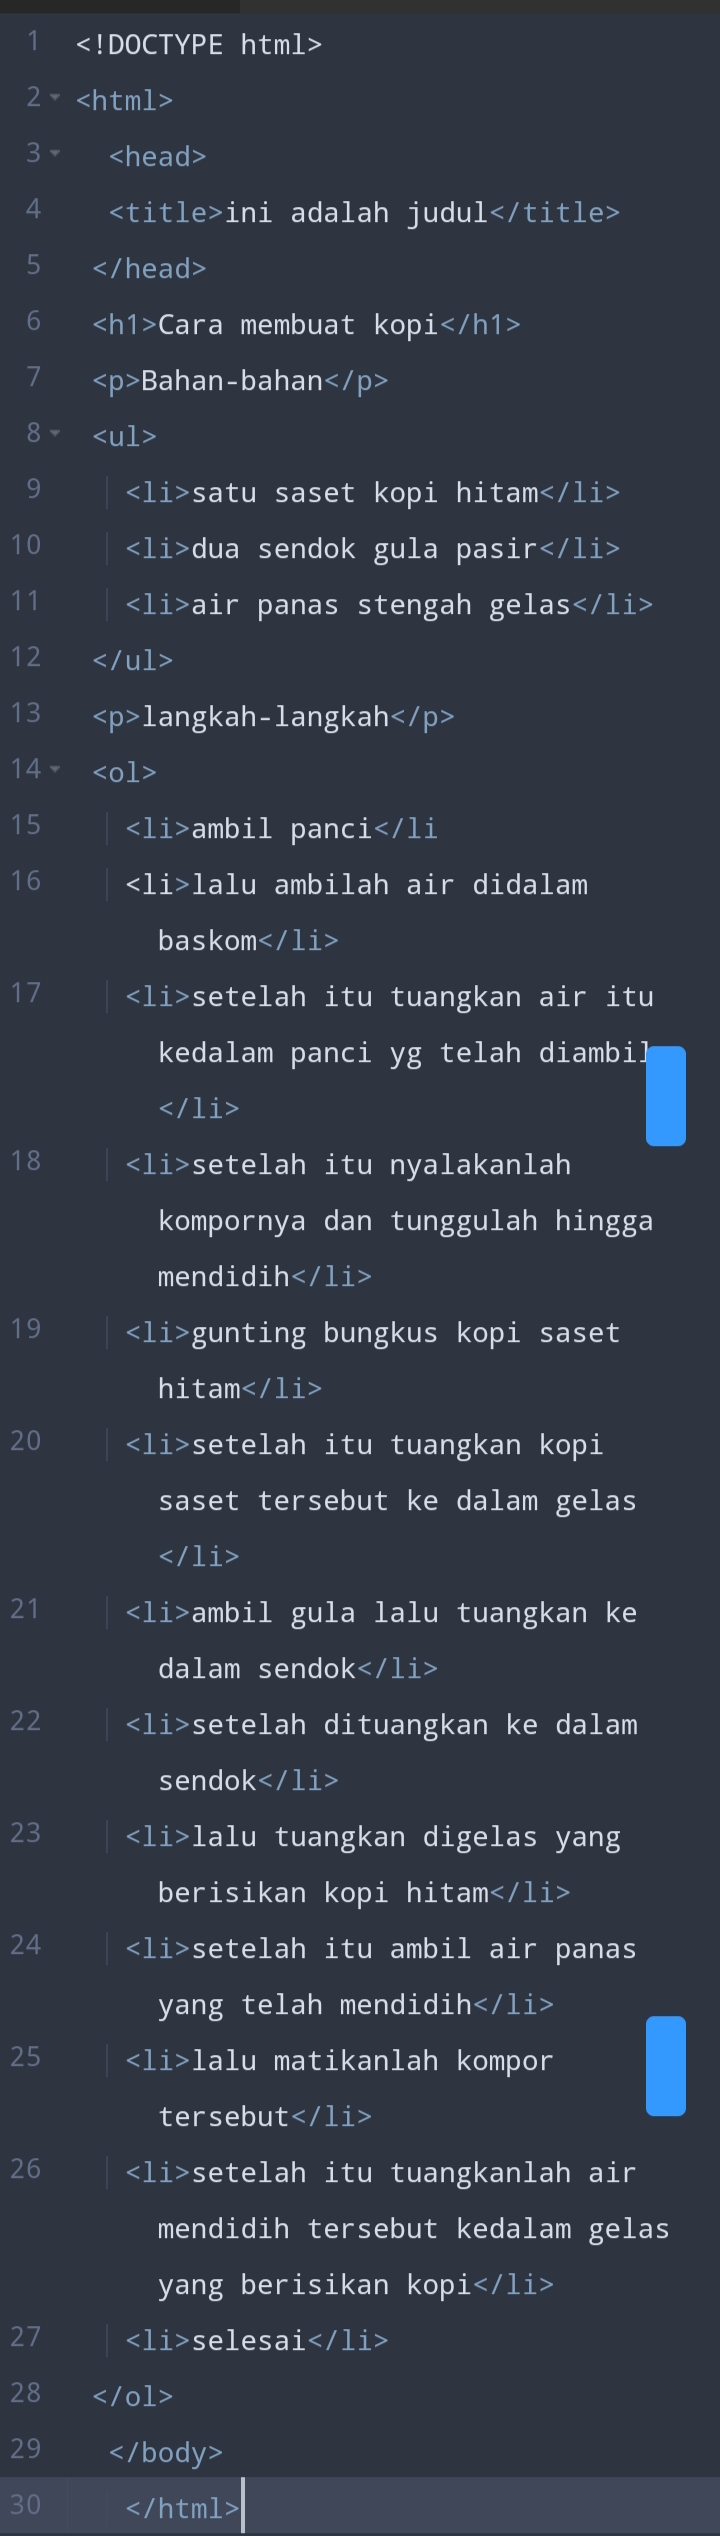 1 <!DOCTYPE html>
2 <html>
3 <head>
4 <title>ini adalah judul</title>
5 </head>
6 <h1>Cara membuat kopi</h1>
7 <p>Bahan-bahan</p>
8 <ul>
9 <li>satu saset kopi hitam</li>
10 <li>dua sendok gula pasir</li>
11 <li>air panas stengah gelas</li>
12 </ul>
13 <p>langkah-langkah</p>
14 <ol>
15 <li>ambil panci</li
16 <li>lalu ambilah air didalam
baskom</li>
17 <li>setelah itu tuangkan air itu
kedalam panci yg telah diambil
</li>
18 <li>setelah itu nyalakanlah
kompornya dan tunggulah hingga
mendidih</li>
19 <li>gunting bungkus kopi saset
hitam</li>
20 <li>setelah itu tuangkan kopi
saset tersebut ke dalam gelas
</li>
21 <li>ambil gula lalu tuangkan ke
dalam sendok</li>
22 <li>setelah dituangkan ke dalam
sendok</li>
23 <li>lalu tuangkan digelas yang
berisikan kopi hitam</li>
24 <li>setelah itu ambil air panas
yang telah mendidih</li>
25 <li>lalu matikanlah kompor
tersebut</li>
26 <li>setelah itu tuangkanlah air
mendidih tersebut kedalam gelas
yang berisikan kopi</li>
27 <li>selesai</li>
28 </ol>
29 </body>
30 </html>